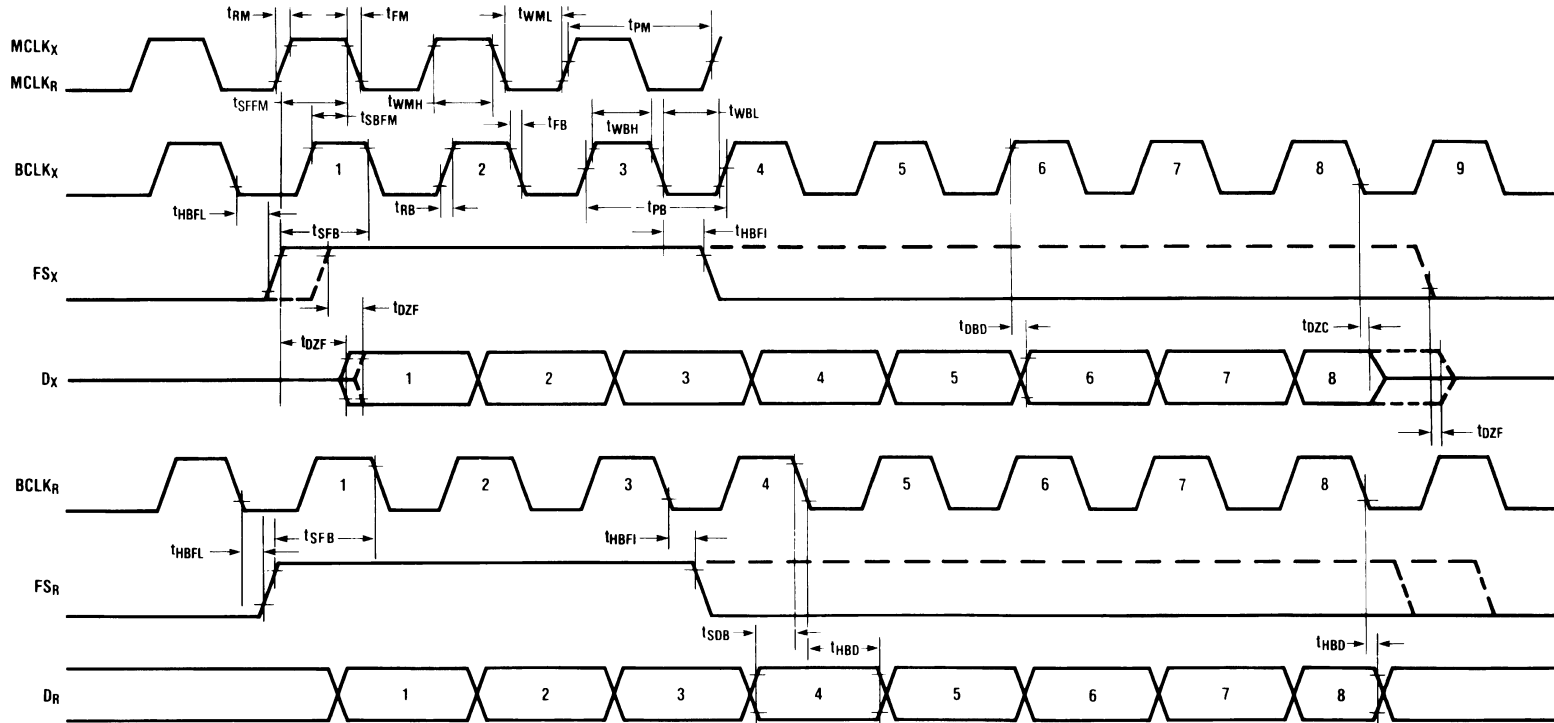 tRM tFM tWML tPM
MCLKX
MCLKR
tSFFM tWMH tWBL
tSBFM tFB tWBH
BCLKX 1 2 3 4 5 6 7 8 9
tHBFL tRB tPB
tSFB tHBFI
FSX
tDZF
tDZF tDBD tDZC
DX 1 2 3 4 5 6 7 8
tDZF
BCLKR 1 2 3 4 5 6 7 8
tHBFL tSFB tHBFI
FSR
tSDB tHBD tHBD
DR 1 2 3 4 5 6 7 8